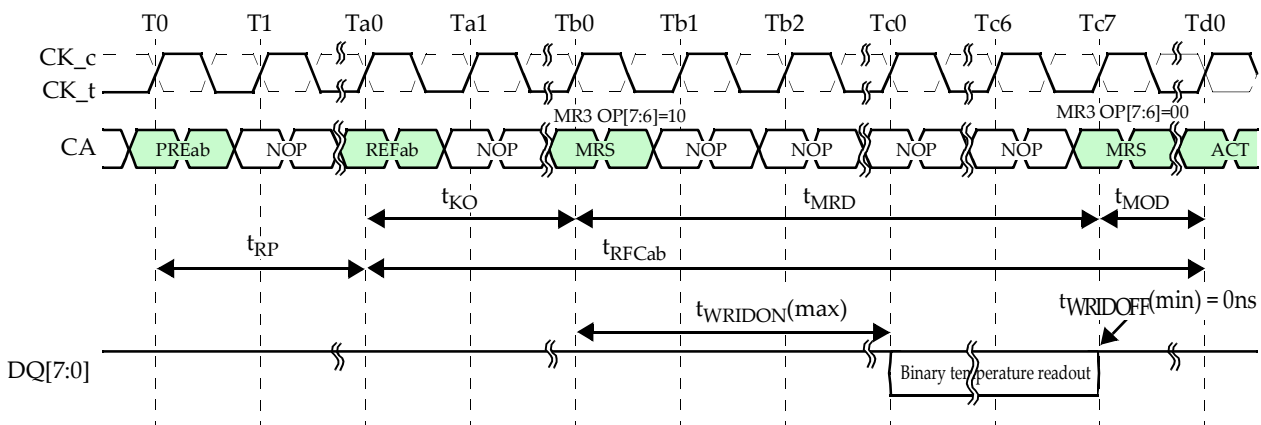 T0 T1 Ta0 Ta1 Tb0 Tb1 Tb2 Tc0 Tc6 Tc7 Td0
CK_c
CK_t
MR3 OP[7:6]=10 MR3 OP[7:6]=00
CA PREab NOP REFab NOP MRS NOP NOP NOP NOP MRS ACT
tKO tMRD tMOD
tRP tRFCab
tWRIDON(max) tWRIDOFF(min) = 0ns
DQ[7:0] Binary temperature readout